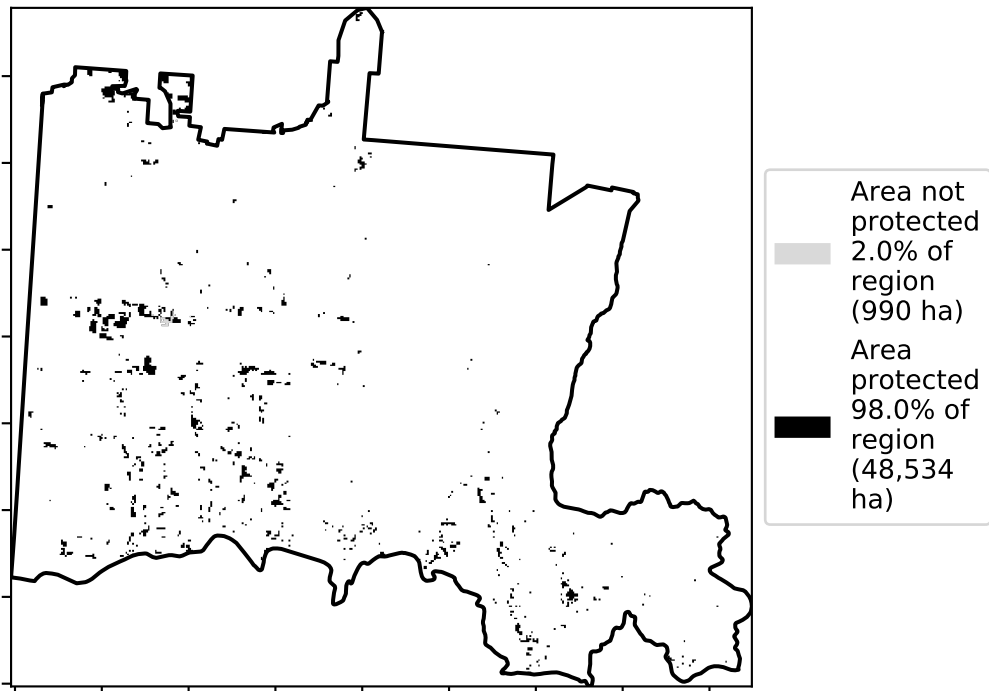 Area not
protected
2.0% of
region
(990 ha)
Area
protected
98.0% of
region
(48,534
ha)